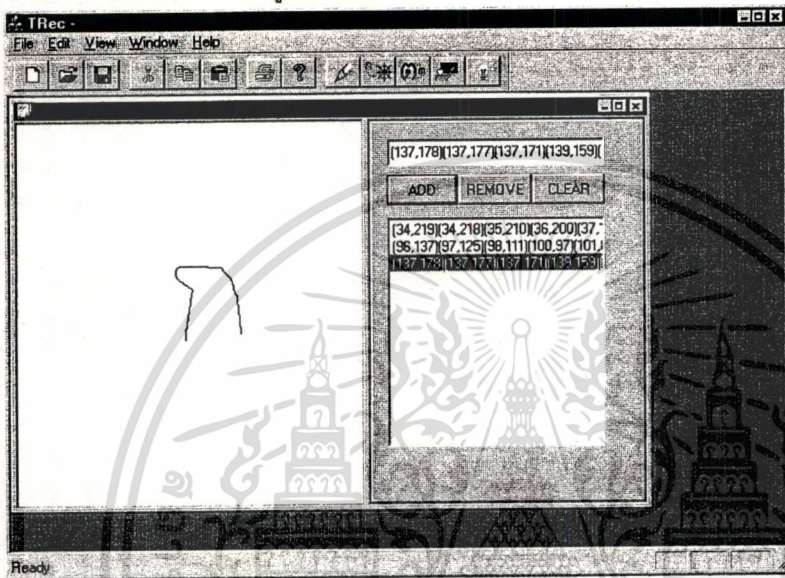 TRec -
File Edit View Window Help
(137,178)(137,177)(137,171)(139,159)(
ADD REMOVE CLEAR
(34,219)(34,218)(35,210)(36,200)(37,
(96,137)(97,125)(98,111)(100,97)(101,
(137,178)(137,177)(137,171)(139,159)
Ready